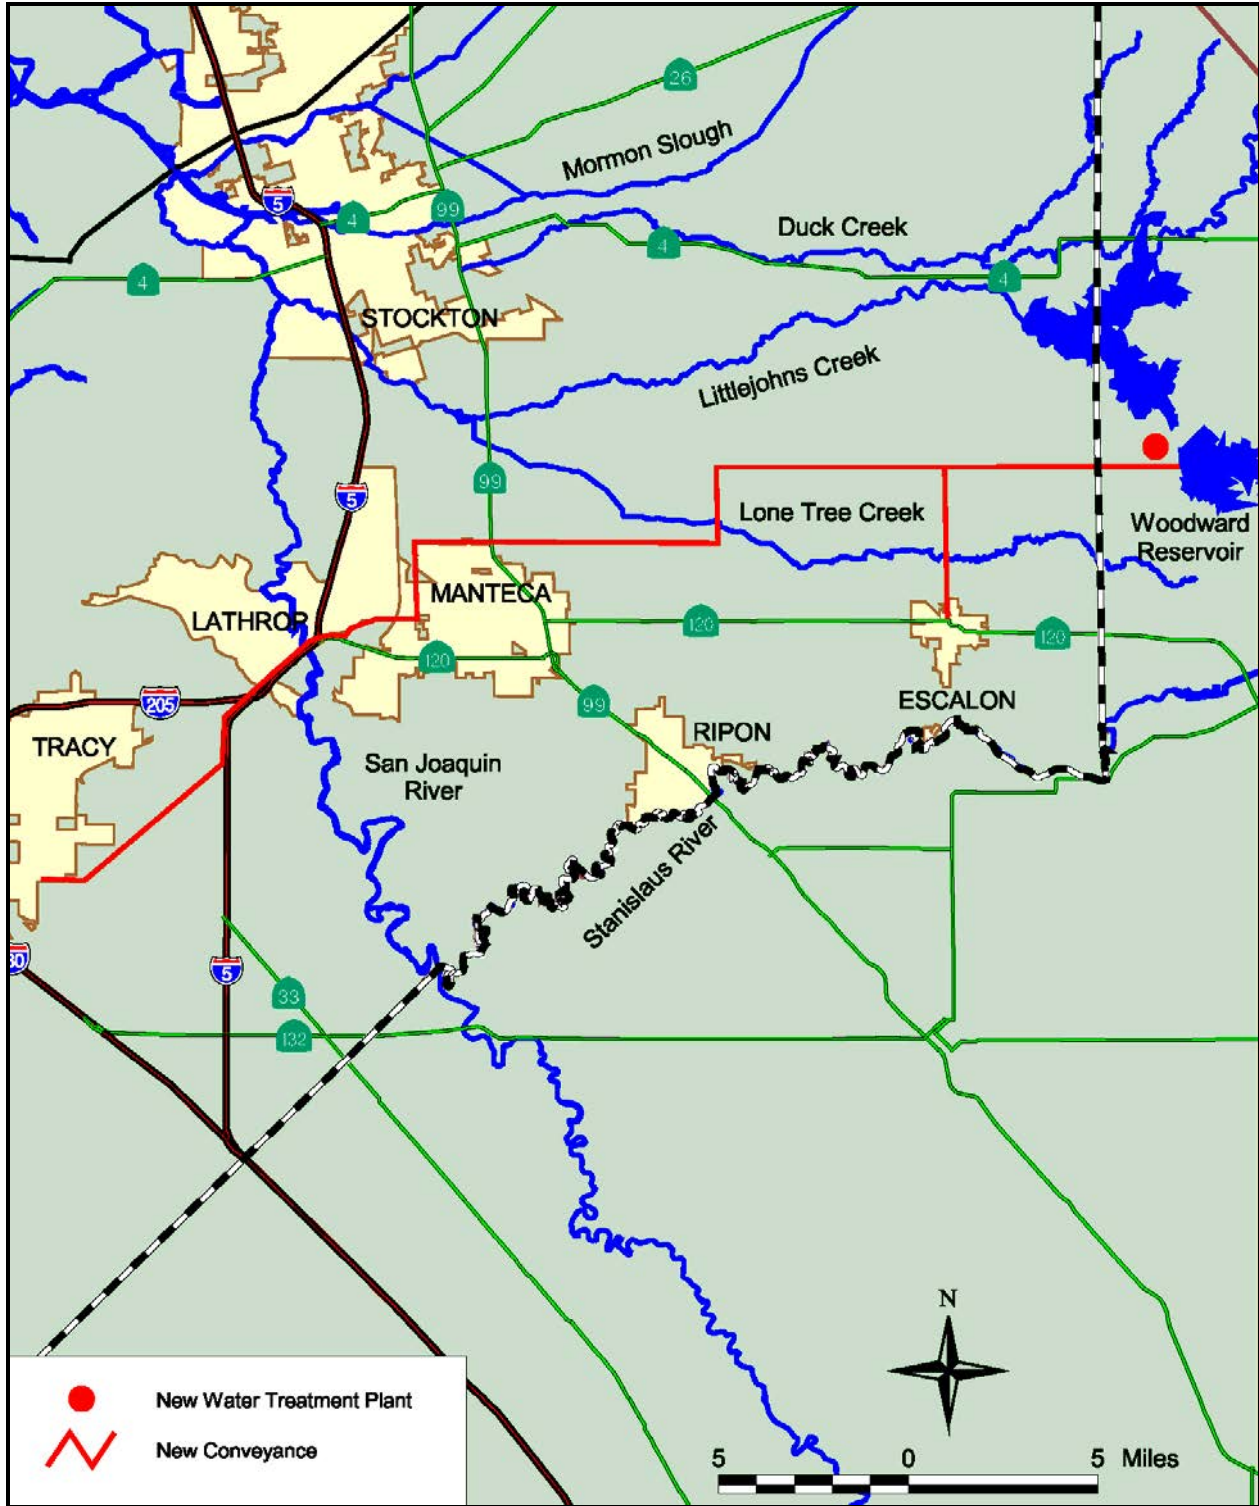 26
Mormon Slough
5
4
99
Duck Creek
4
4
4
STOCKTON
Littlejohns Creek
99
5
Lone Tree Creek
Woodward
Reservoir
MANTECA
LATHROP
120
120
120
205
99
ESCALON
TRACY
RIPON
San Joaquin
River
Stanislaus River
5
33
132
N
New Water Treatment Plant
New Conveyance
5 0 5 Miles